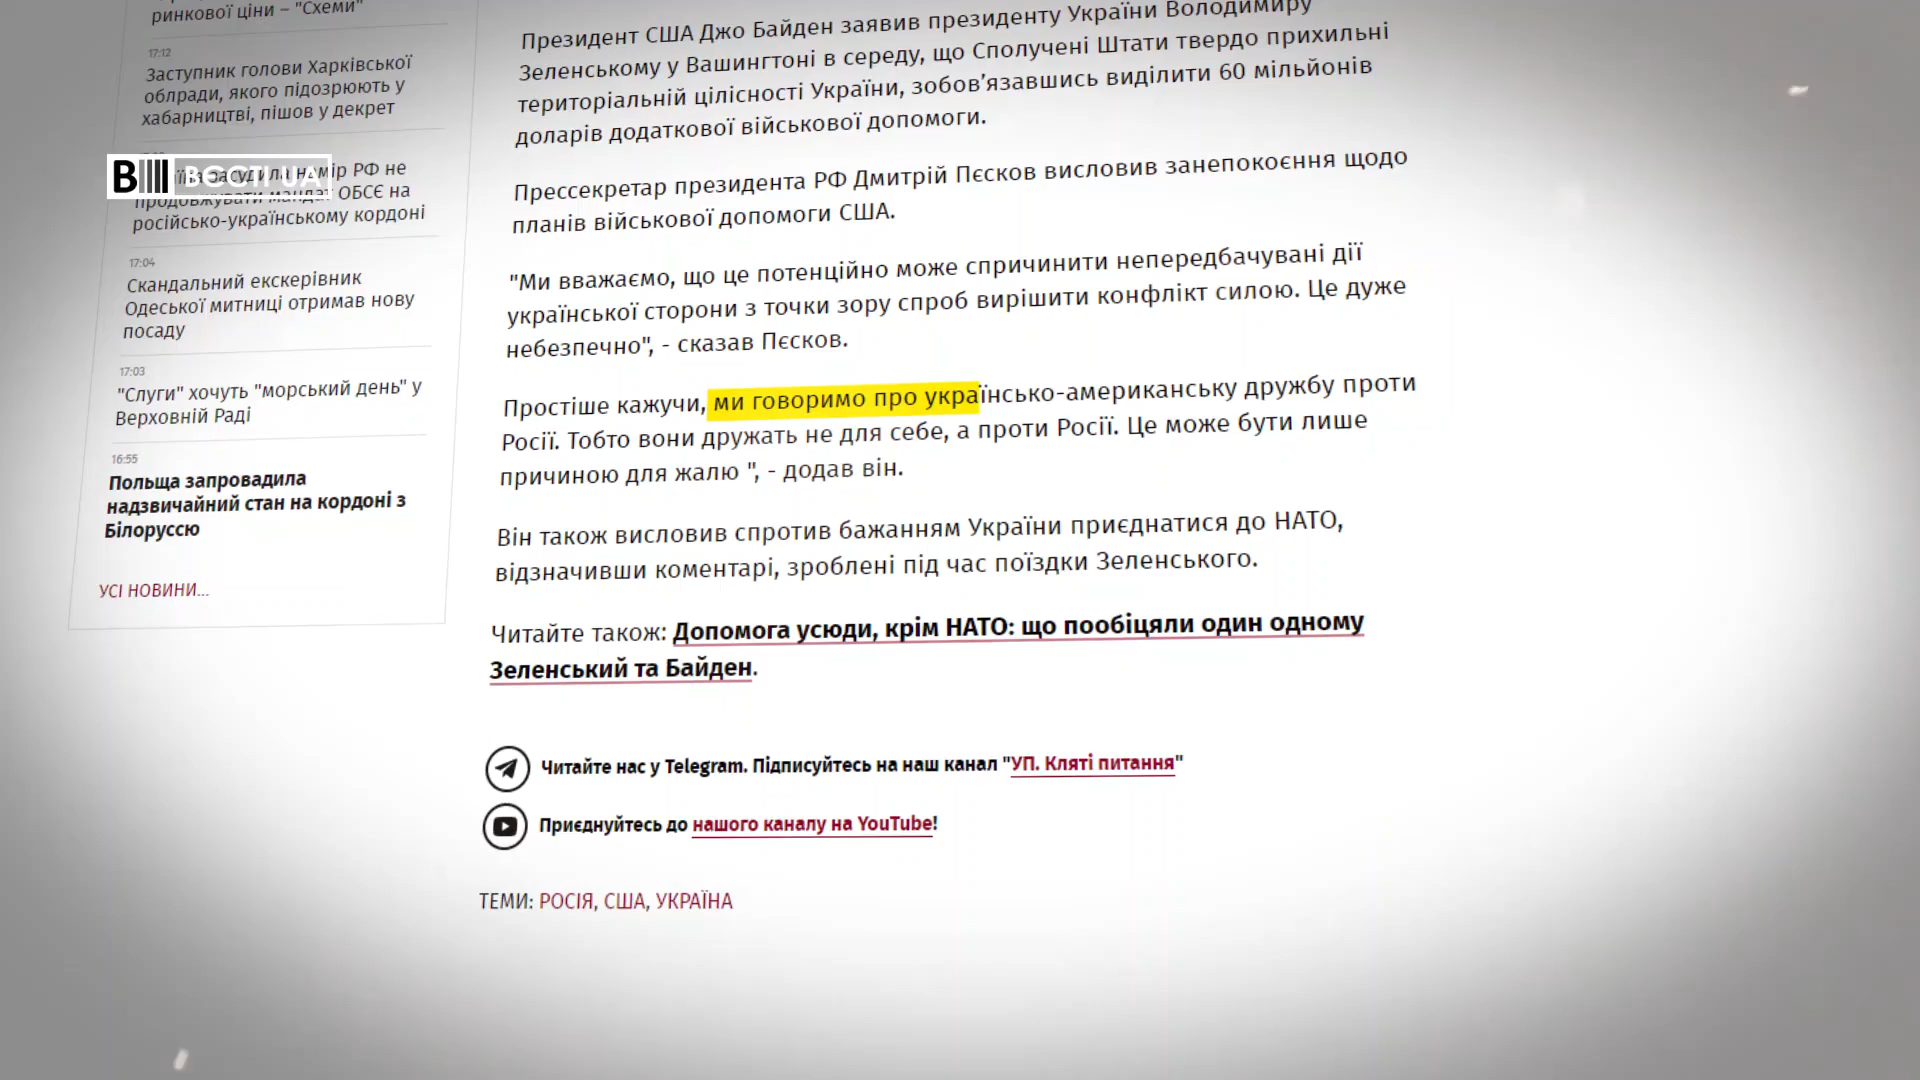 ринкової ціни – "Схеми"
17:12
Заступник голови Харківської
облради, якого підозрюють у
хабарництві, пішов у декрет
засудила намір РФ не
продовжувати мандат ОБСЄ на
російсько-українському кордоні
17:04
Скандальний екскерівник
Одеської митниці отримав нову
посаду
17:03
"Слуги" хочуть "морський день" у
Верховній Раді
16:55
Польща запровадила
надзвичайний стан на кордоні з
Білоруссю
УСІ НОВИНИ...
ВЄСТІ UA
Президент США Джо Байден заявив президенту України Володимиру
Зеленському у Вашингтоні в середу, що Сполучені Штати твердо прихильні
територіальній цілісності України, зобов’язавшись виділити 60 мільйонів
доларів додаткової військової допомоги.
Прессекретар президента РФ Дмитрій Пєсков висловив занепокоєння щодо
планів військової допомоги США.
"Ми вважаємо, що це потенційно може спричинити непередбачувані дії
української сторони з точки зору спроб вирішити конфлікт силою. Це дуже
небезпечно", - сказав Пєсков.
Простіше кажучи, ми говоримо про українсько-американську дружбу проти
Росії. Тобто вони дружать не для себе, а проти Росії. Це може бути лише
причиною для жалю ", - додав він.
Він також висловив спротив бажанням України приєднатися до НАТО,
відзначивши коментарі, зроблені під час поїздки Зеленського.
Читайте також: Допомога усюди, крім НАТО: що пообіцяли один одному
Зеленський та Байден.
Читайте нас у Telegram. Підписуйтесь на наш канал "УП. Кляті питання"
Приєднуйтесь до нашого каналу на YouTube!
ТЕМИ: РОСІЯ, США, УКРАЇНА